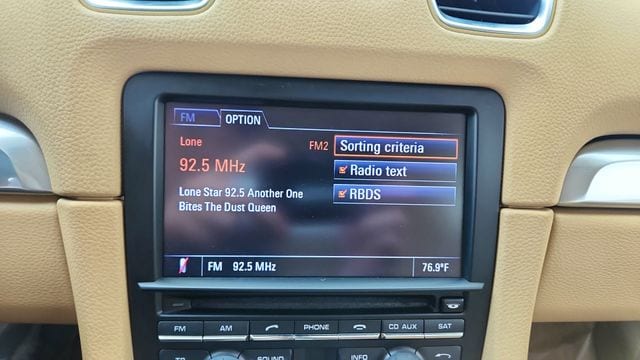 FM OPTION
Lone FM2 Sorting criteria
92.5 MHz Radio text
Lone Star 92.5 Another One RBDS
Bites The Dust Queen
FM 92.5 MHz 76.9°F
FM AM PHONE CD AUX SAT
SOUND INFO